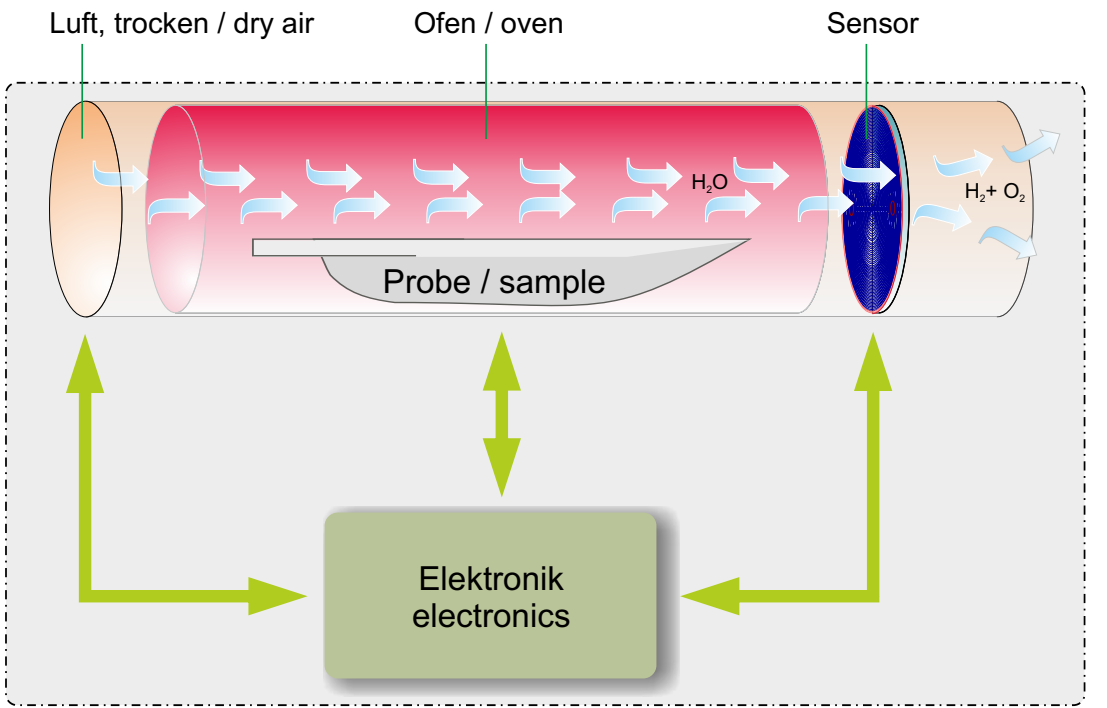 Luft, trocken / dry air
Ofen / oven
Sensor
H₂O
H₂+ O₂
Probe / sample
Elektronik
electronics